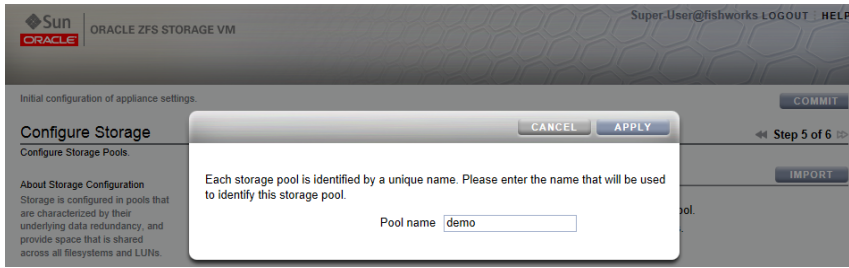 Sun
ORACLE
ORACLE ZFS STORAGE VM
Super-User@fishworks LOGOUT HELP
Initial configuration of appliance settings.
COMMIT
Configure Storage
Step 5 of 6
Configure Storage Pools.
CANCEL APPLY
IMPORT
About Storage Configuration
Storage is configured in pools that
are characterized by their
underlying data redundancy, and
provide space that is shared
across all filesystems and LUNs.
Each storage pool is identified by a unique name. Please enter the name that will be used
to identify this storage pool.
Pool name demo